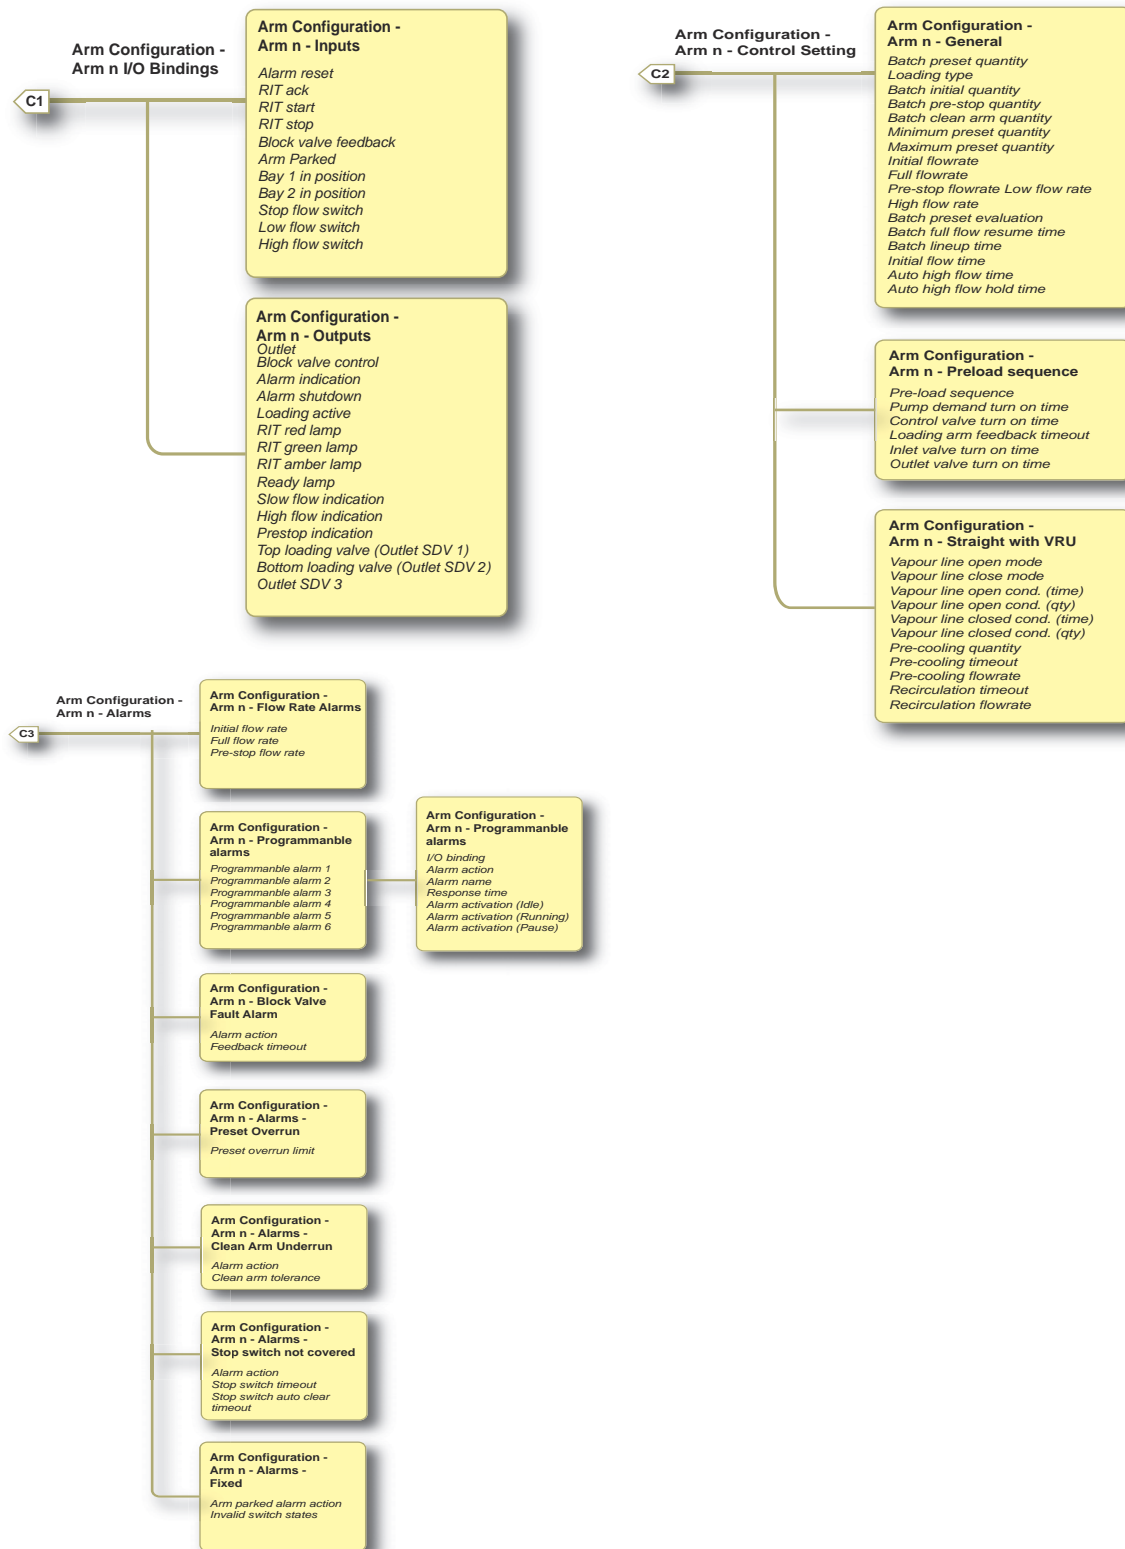 Arm Configuration -
Arm n I/O Bindings
C1
Arm Configuration -
Arm n - Inputs
Alarm reset
RIT ack
RIT start
RIT stop
Block valve feedback
Arm Parked
Bay 1 in position
Bay 2 in position
Stop flow switch
Low flow switch
High flow switch
Arm Configuration -
Arm n - Outputs
Outlet
Block valve control
Alarm indication
Alarm shutdown
Loading active
RIT red lamp
RIT green lamp
RIT amber lamp
Ready lamp
Slow flow indication
High flow indication
Prestop indication
Top loading valve (Outlet SDV 1)
Bottom loading valve (Outlet SDV 2)
Outlet SDV 3
Arm Configuration -
Arm n - Control Setting
C2
Arm Configuration -
Arm n - General
Batch preset quantity
Loading type
Batch initial quantity
Batch pre-stop quantity
Batch clean arm quantity
Minimum preset quantity
Maximum preset quantity
Initial flowrate
Full flowrate
Pre-stop flowrate Low flow rate
High flow rate
Batch preset evaluation
Batch full flow resume time
Batch lineup time
Initial flow time
Auto high flow time
Auto high flow hold time
Arm Configuration -
Arm n - Preload sequence
Pre-load sequence
Pump demand turn on time
Control valve turn on time
Loading arm feedback timeout
Inlet valve turn on time
Outlet valve turn on time
Arm Configuration -
Arm n - Straight with VRU
Vapour line open mode
Vapour line close mode
Vapour line open cond. (time)
Vapour line open cond. (qty)
Vapour line closed cond. (time)
Vapour line closed cond. (qty)
Pre-cooling quantity
Pre-cooling timeout
Pre-cooling flowrate
Recirculation timeout
Recirculation flowrate
Arm Configuration -
Arm n - Alarms
C3
Arm Configuration -
Arm n - Flow Rate Alarms
Initial flow rate
Full flow rate
Pre-stop flow rate
Arm Configuration -
Arm n - Programmanble
alarms
Programmanble alarm 1
Programmanble alarm 2
Programmanble alarm 3
Programmanble alarm 4
Programmanble alarm 5
Programmanble alarm 6
Arm Configuration -
Arm n - Programmanble
alarms
I/O binding
Alarm action
Alarm name
Response time
Alarm activation (Idle)
Alarm activation (Running)
Alarm activation (Pause)
Arm Configuration -
Arm n - Block Valve
Fault Alarm
Alarm action
Feedback timeout
Arm Configuration -
Arm n - Alarms -
Preset Overrun
Preset overrun limit
Arm Configuration -
Arm n - Alarms -
Clean Arm Underrun
Alarm action
Clean arm tolerance
Arm Configuration -
Arm n - Alarms -
Stop switch not covered
Alarm action
Stop switch timeout
Stop switch auto clear
timeout
Arm Configuration -
Arm n - Alarms -
Fixed
Arm parked alarm action
Invalid switch states